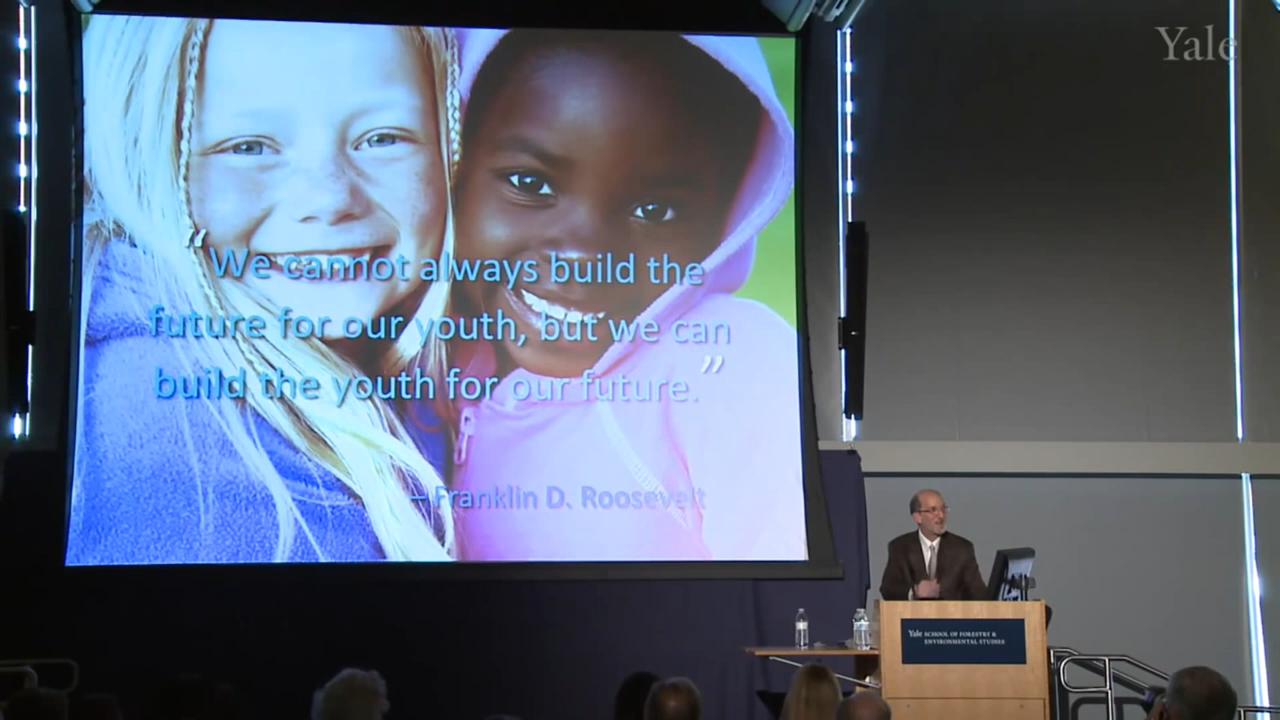 Yale
“We cannot always build the
future for our youth, but we can
build the youth for our future.”
– Franklin D. Roosevelt
Yale SCHOOL OF FORESTRY &
ENVIRONMENTAL STUDIES